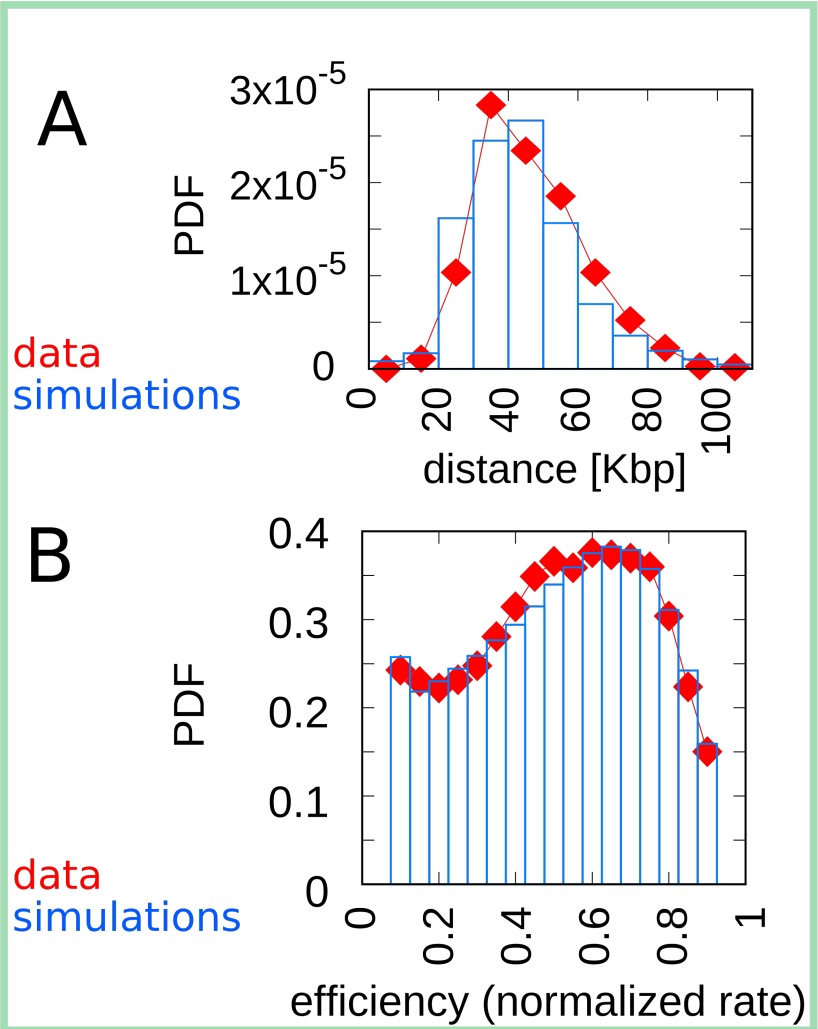 A
PDF
3x10-5
2x10-5
1x10-5
0
data
simulations
0 20 40 60 80 100
distance [Kbp]
B
PDF
0.4
0.3
0.2
0.1
0
data
simulations
0 0.2 0.4 0.6 0.8 1
efficiency (normalized rate)